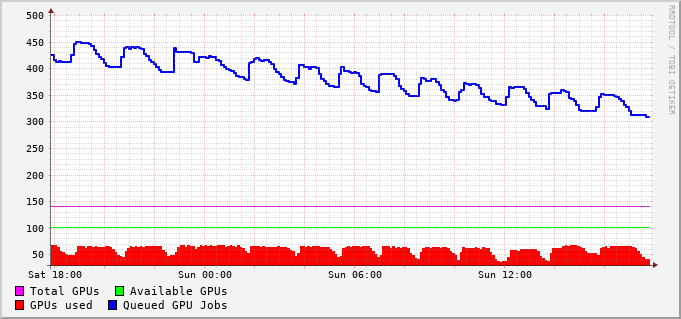 500
450
400
350
300
250
200
150
100
50
Sat 18:00 Sun 00:00 Sun 06:00 Sun 12:00
Total GPUs Available GPUs
GPUs used Queued GPU Jobs
RRDTOOL / TOBI OETIKER